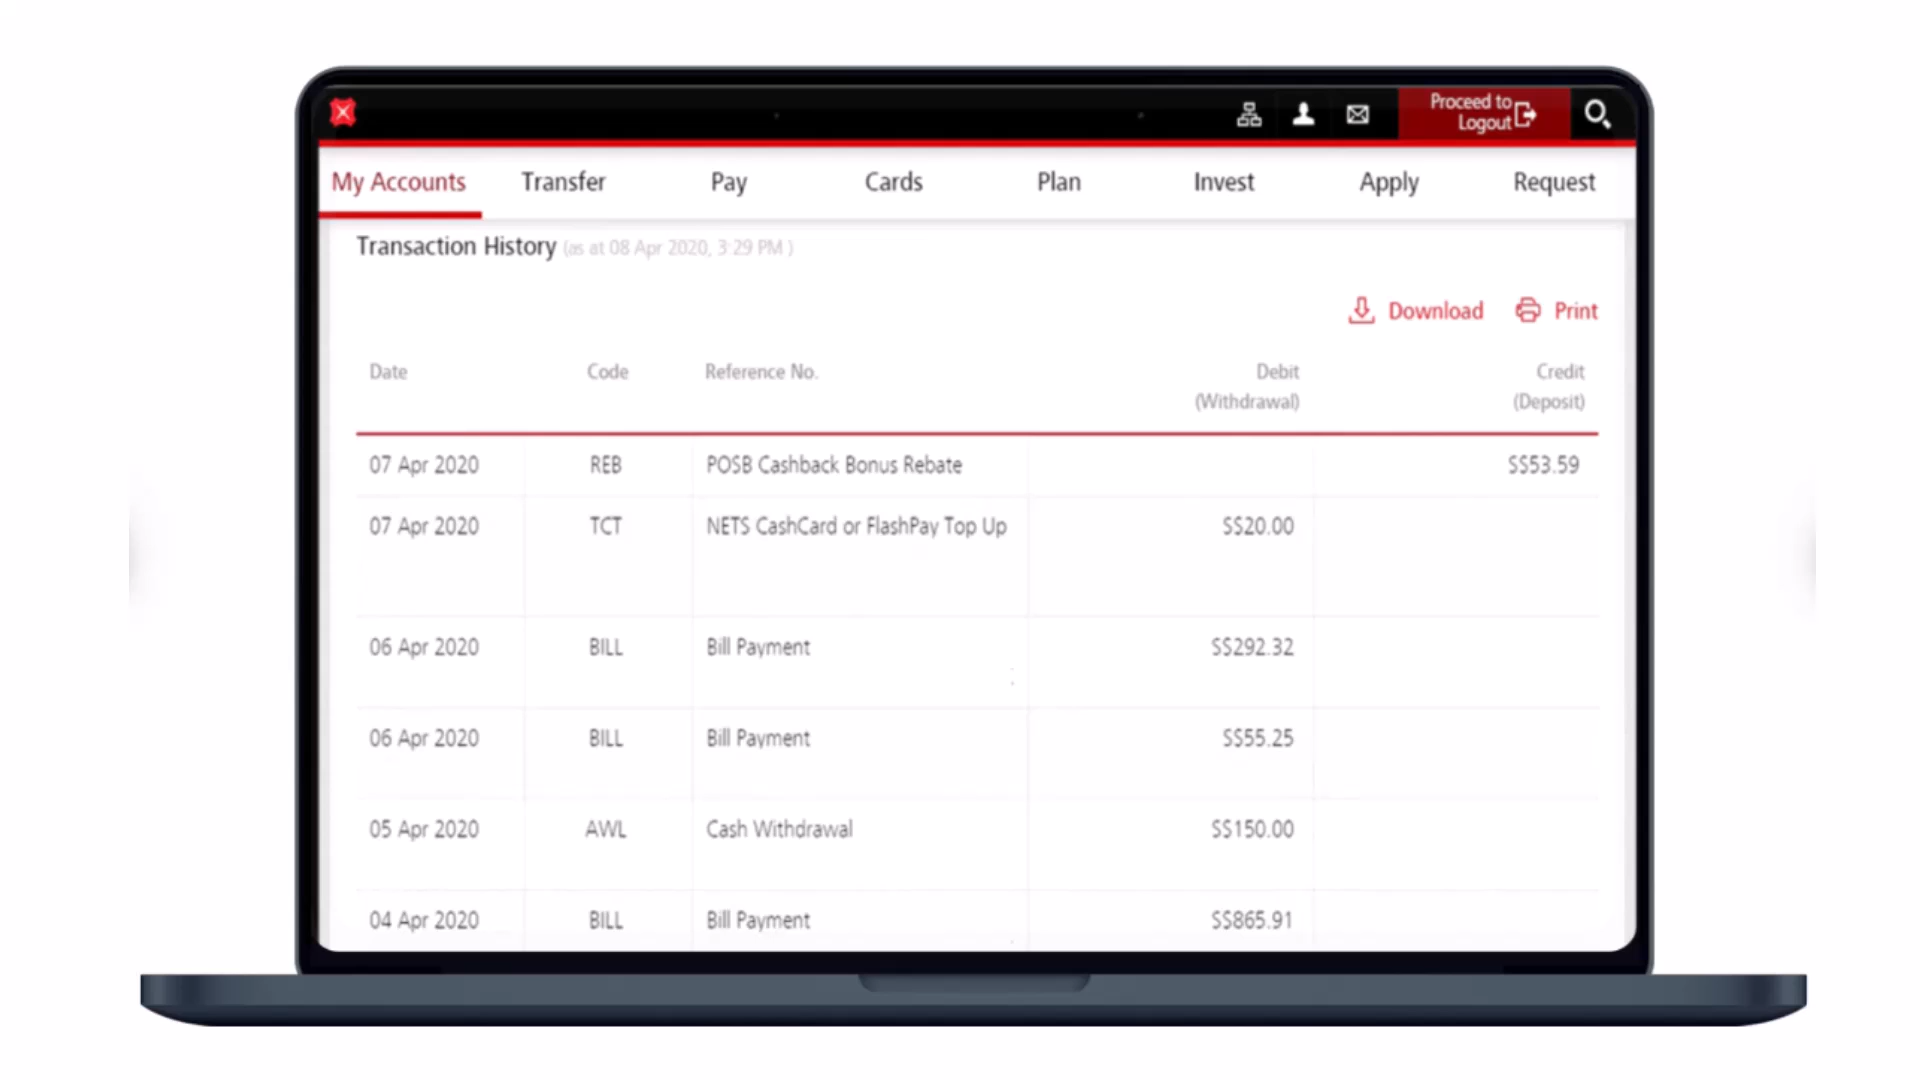 Proceed to
Logout
My Accounts Transfer Pay Cards Plan Invest Apply Request
Transaction History (as at 08 Apr 2020, 3:29 PM )
Download Print
Date Code Reference No. Debit Credit
(Withdrawal) (Deposit)
07 Apr 2020 REB POSB Cashback Bonus Rebate S$53.59
07 Apr 2020 TCT NETS CashCard or FlashPay Top Up S$20.00
06 Apr 2020 BILL Bill Payment S$292.32
06 Apr 2020 BILL Bill Payment S$55.25
05 Apr 2020 AWL Cash Withdrawal S$150.00
04 Apr 2020 BILL Bill Payment S$865.91